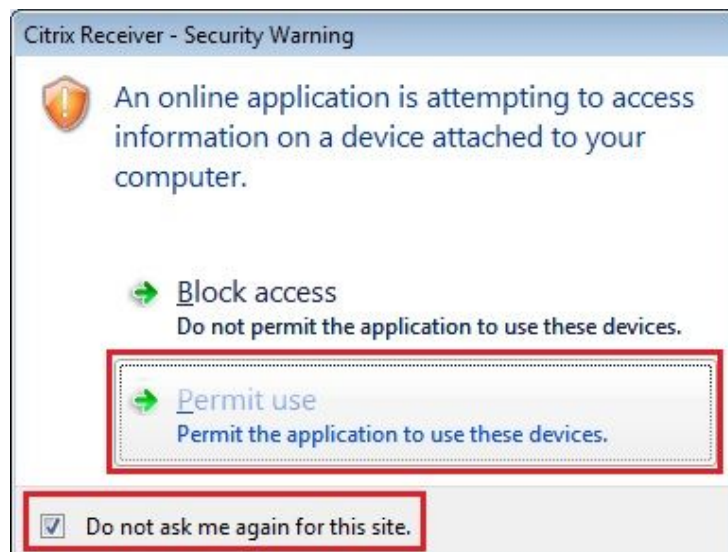 Citrix Receiver - Security Warning
An online application is attempting to access
information on a device attached to your
computer.
Block access
Do not permit the application to use these devices.
Permit use
Permit the application to use these devices.
Do not ask me again for this site.